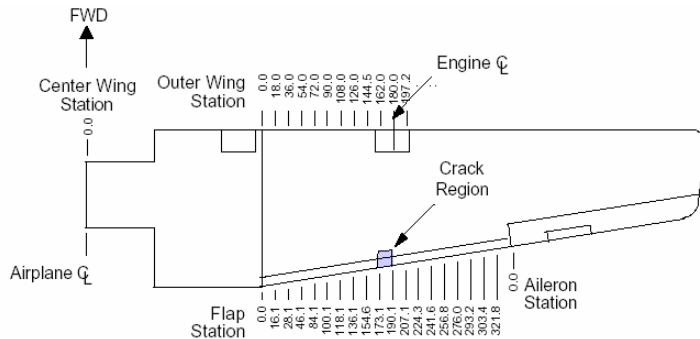 FWD
Center Wing
Station
0.0
Outer Wing
Station
0.0
18.0
36.0
54.0
72.0
90.0
108.0
126.0
144.5
162.0
180.0
197.2
. . . .
Engine ℄
Crack
Region
Airplane ℄
Flap
Station
0.0
16.1
28.1
46.1
84.1
100.1
118.1
136.1
154.6
173.1
190.1
207.1
224.3
241.6
256.8
276.0
293.2
303.4
321.8
0.0
Aileron
Station